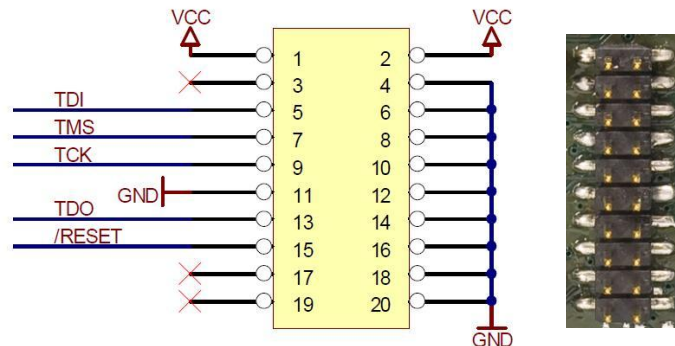 VCC VCC
1 2
3 4
TDI 5 6
TMS 7 8
TCK 9 10
GND 11 12
TDO 13 14
/RESET 15 16
17 18
19 20
GND